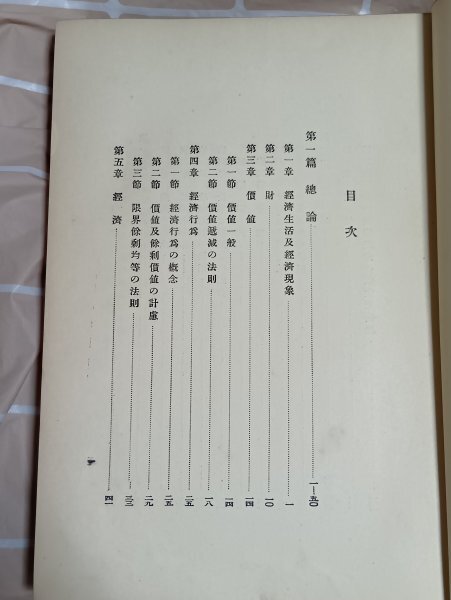 目次
第一篇 總論……一—五〇
第一章 經濟生活及經濟現象……一
第二章 財……一〇
第三章 價値……一四
第一節 價値一般……一四
第二節 價値遞減の法則……一八
第四章 經濟行爲……二五
第一節 經濟行爲の槪念……二五
第二節 價値及餘剩價値の計慮……二九
第三節 限界餘剩均等の法則……三三
第五章 經濟……四一